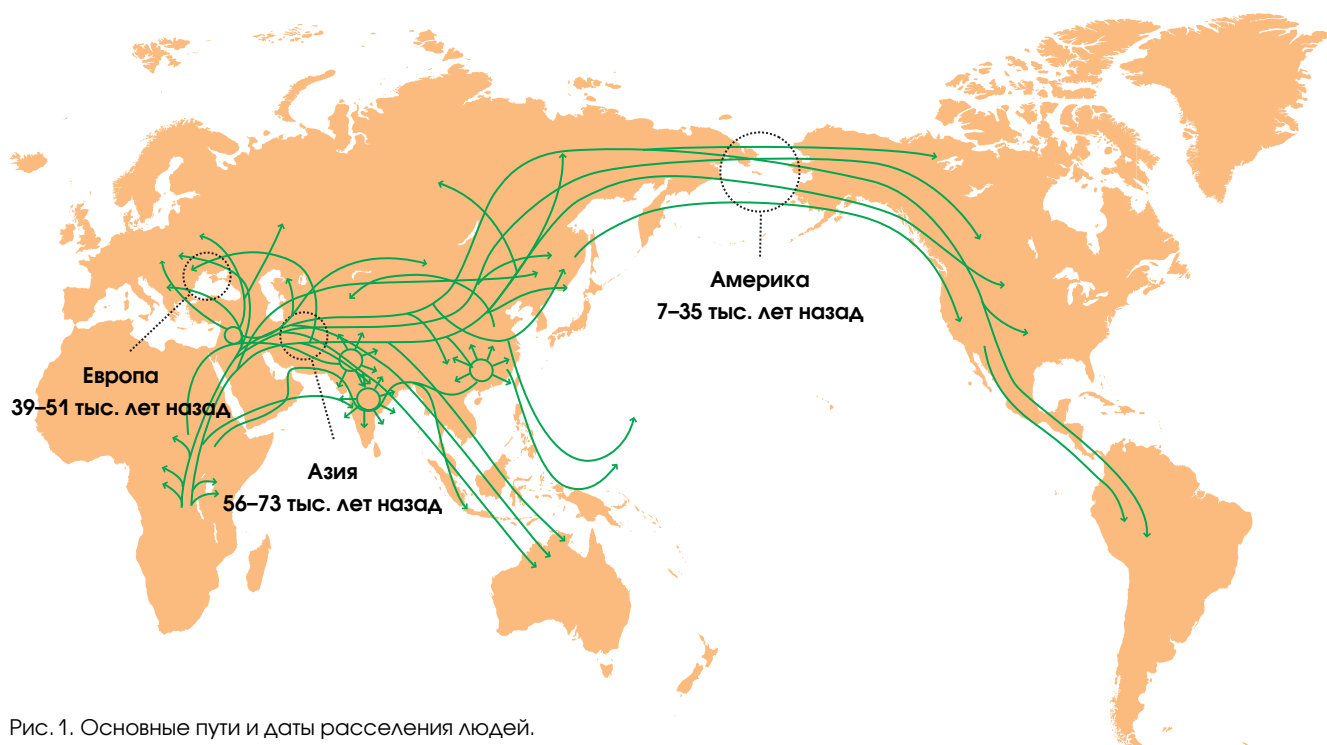 Америка
7–35 тыс. лет назад
Европа
39–51 тыс. лет назад
Азия
56–73 тыс. лет назад
Рис. 1. Основные пути и даты расселения людей.